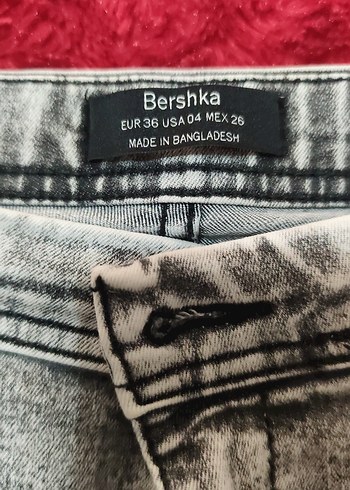 Bershka
EUR 36 USA 04 MEX 26
MADE IN BANGLADESH